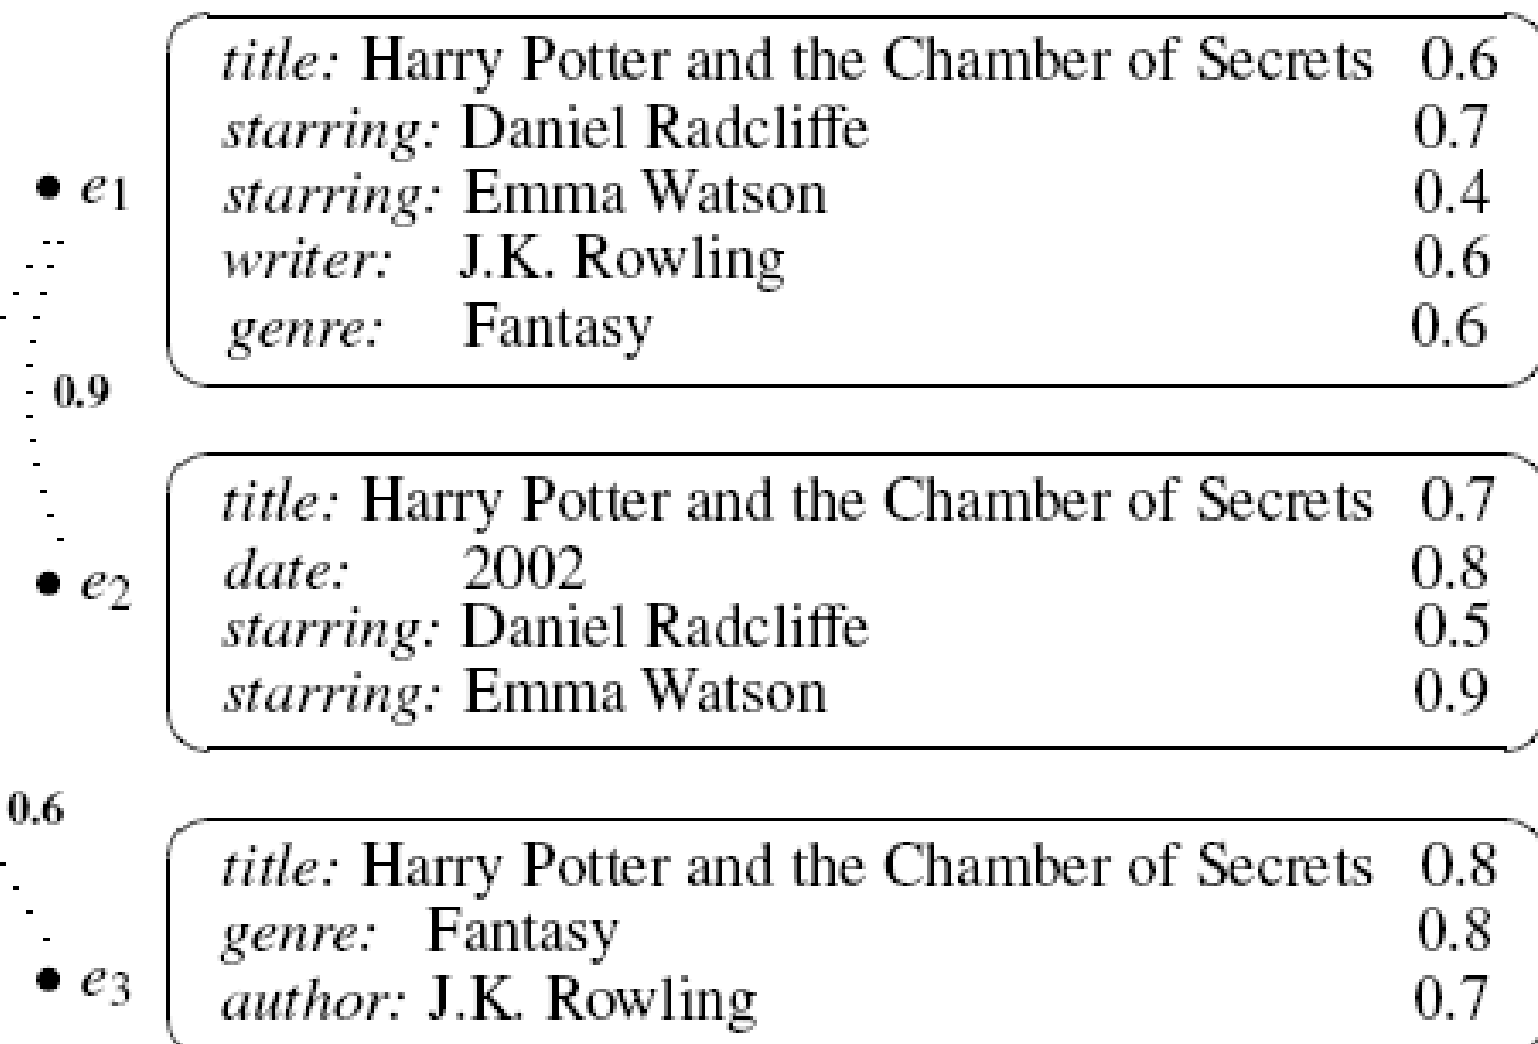 title: Harry Potter and the Chamber of Secrets 0.6
starring: Daniel Radcliffe 0.7
e1
starring: Emma Watson 0.4
writer: J.K. Rowling 0.6
genre: Fantasy 0.6
0.9
title: Harry Potter and the Chamber of Secrets 0.7
date: 2002 0.8
e2
starring: Daniel Radcliffe 0.5
starring: Emma Watson 0.9
0.6
title: Harry Potter and the Chamber of Secrets 0.8
genre: Fantasy 0.8
e3
author: J.K. Rowling 0.7